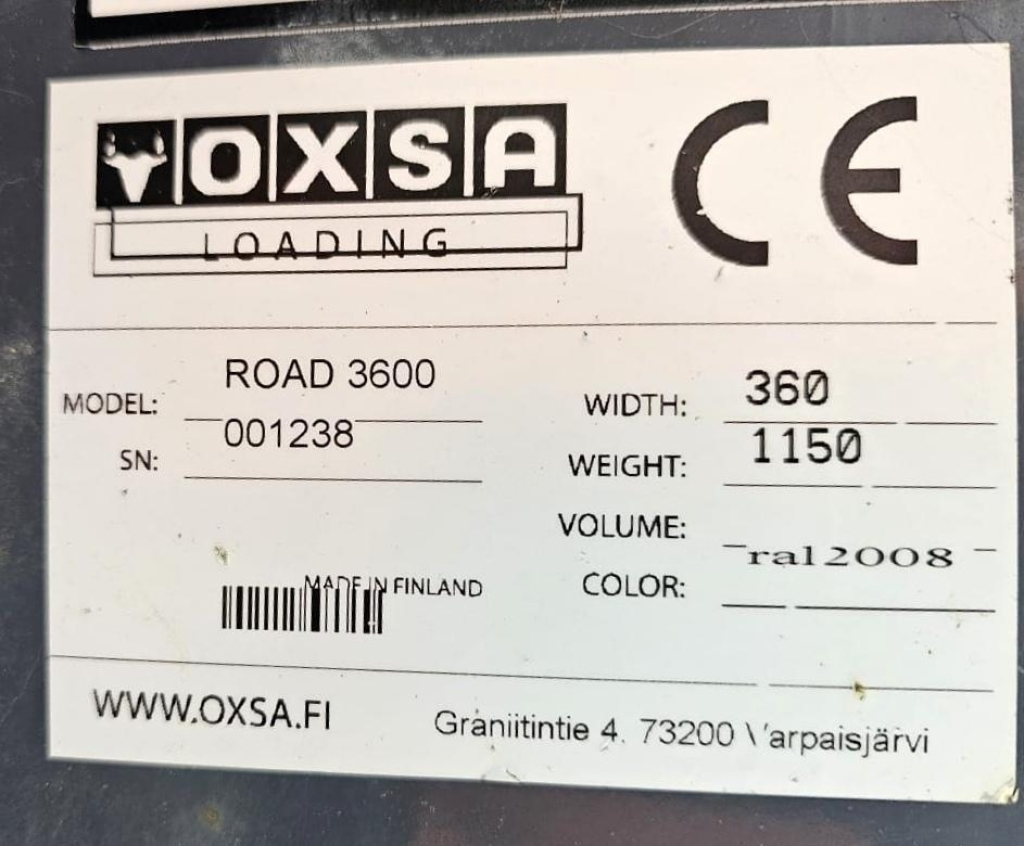 OXSA
LOADING
CE
MODEL: ROAD 3600
SN: 001238
WIDTH: 360
WEIGHT: 1150
VOLUME:
COLOR: ral2008
MADE IN FINLAND
WWW.OXSA.FI
Graniitintie 4. 73200 Varpaisjärvi